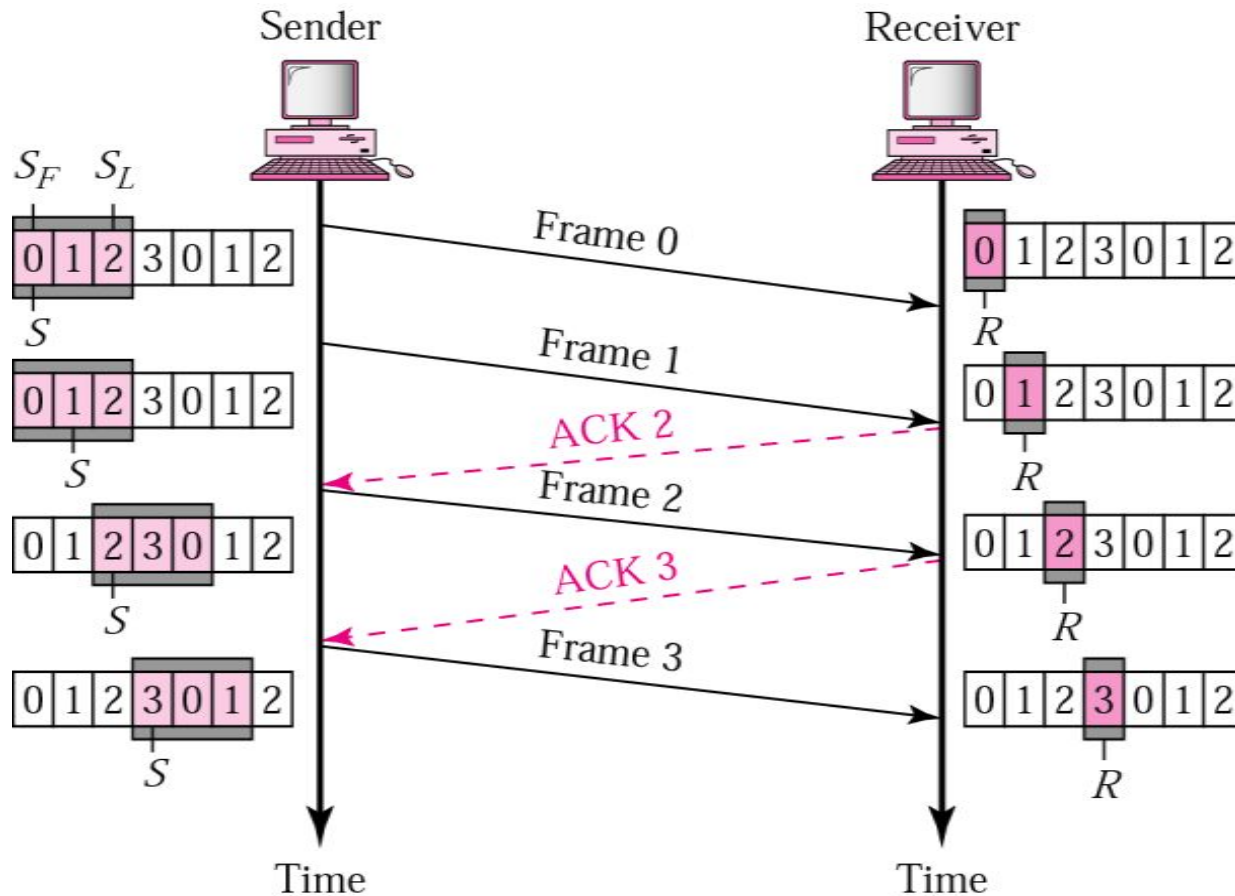 Sender
Receiver
S_F S_L
Frame 0
0 1 2 3 0 1 2
0 1 2 3 0 1 2
S
R
Frame 1
0 1 2 3 0 1 2
0 1 2 3 0 1 2
ACK 2
S
R
Frame 2
0 1 2 3 0 1 2
0 1 2 3 0 1 2
ACK 3
S
R
Frame 3
0 1 2 3 0 1 2
0 1 2 3 0 1 2
S
R
Time
Time